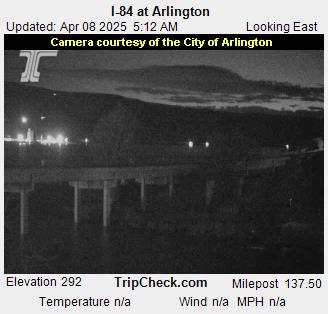 I-84 at Arlington
Updated: Apr 08 2025 5:12 AM Looking East
Camera courtesy of the City of Arlington
Elevation 292 TripCheck.com Milepost 137.50
Temperature n/a Wind n/a MPH n/a